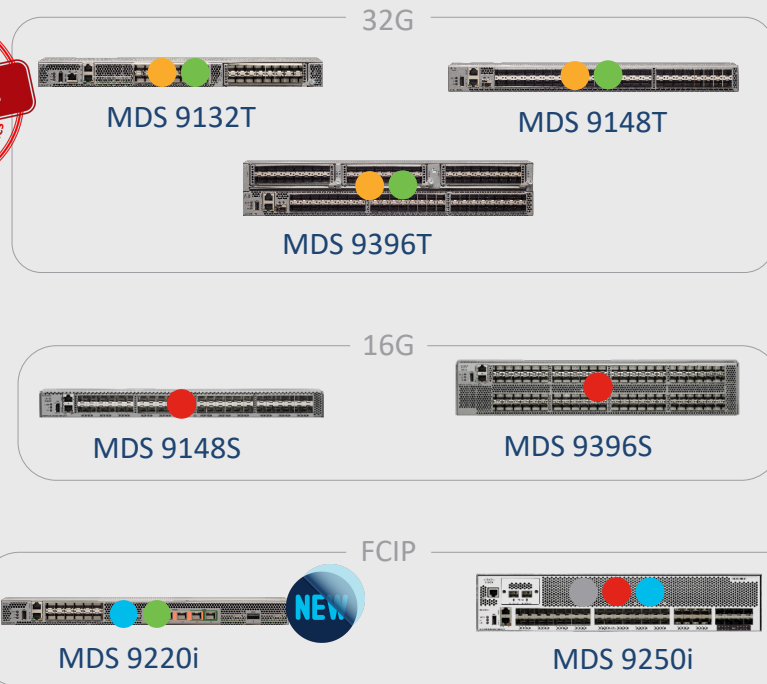 32G
MDS 9132T
MDS 9148T
MDS 9396T
16G
MDS 9148S
MDS 9396S
FCIP
NEW
MDS 9220i
MDS 9250i